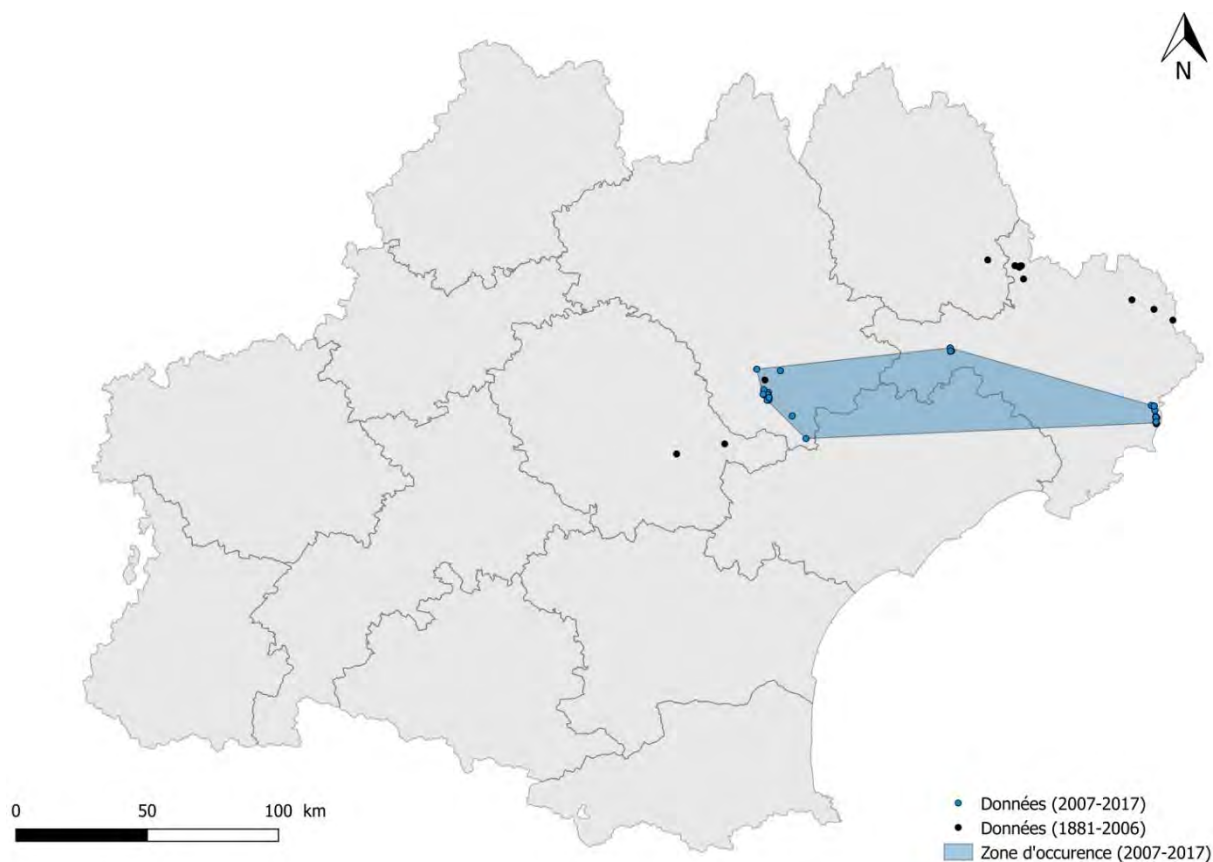 N
0 50 100 km
Données (2007-2017)
Données (1881-2006)
Zone d'occurence (2007-2017)